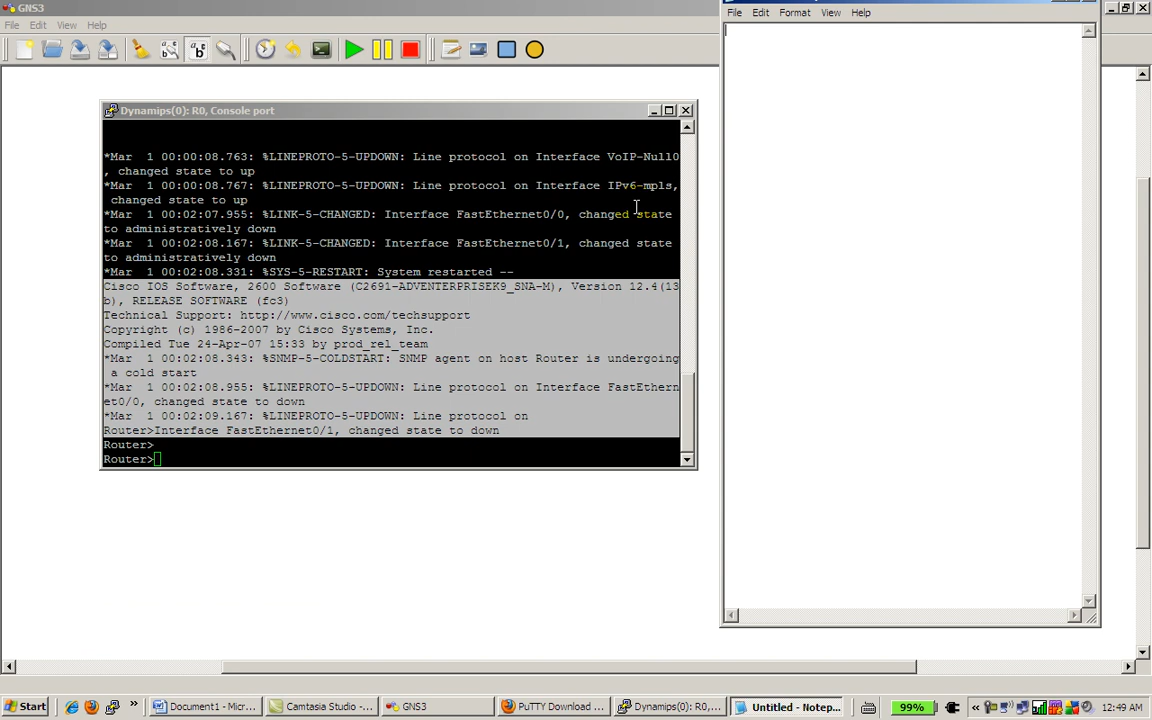 GNS3
File Edit View Help
File Edit Format View Help
Dynamips(0): R0, Console port
*Mar  1 00:00:08.763: %LINEPROTO-5-UPDOWN: Line protocol on Interface VoIP-Null0
, changed state to up
*Mar  1 00:00:08.767: %LINEPROTO-5-UPDOWN: Line protocol on Interface IPv6-mpls,
 changed state to up
*Mar  1 00:02:07.955: %LINK-5-CHANGED: Interface FastEthernet0/0, changed state
to administratively down
*Mar  1 00:02:08.167: %LINK-5-CHANGED: Interface FastEthernet0/1, changed state
to administratively down
*Mar  1 00:02:08.331: %SYS-5-RESTART: System restarted --
Cisco IOS Software, 2600 Software (C2691-ADVENTERPRISEK9_SNA-M), Version 12.4(13
b), RELEASE SOFTWARE (fc3)
Technical Support: http://www.cisco.com/techsupport
Copyright (c) 1986-2007 by Cisco Systems, Inc.
Compiled Tue 24-Apr-07 15:33 by prod_rel_team
*Mar  1 00:02:08.343: %SNMP-5-COLDSTART: SNMP agent on host Router is undergoing
 a cold start
*Mar  1 00:02:08.955: %LINEPROTO-5-UPDOWN: Line protocol on Interface FastEthern
et0/0, changed state to down
*Mar  1 00:02:09.167: %LINEPROTO-5-UPDOWN: Line protocol on
Router>Interface FastEthernet0/1, changed state to down
Router>
Router>
Start » Document1 - Micr... Camtasia Studio -... GNS3 PuTTY Download ... Dynamips(0): R0,... Untitled - Notep... 99% « 12:49 AM